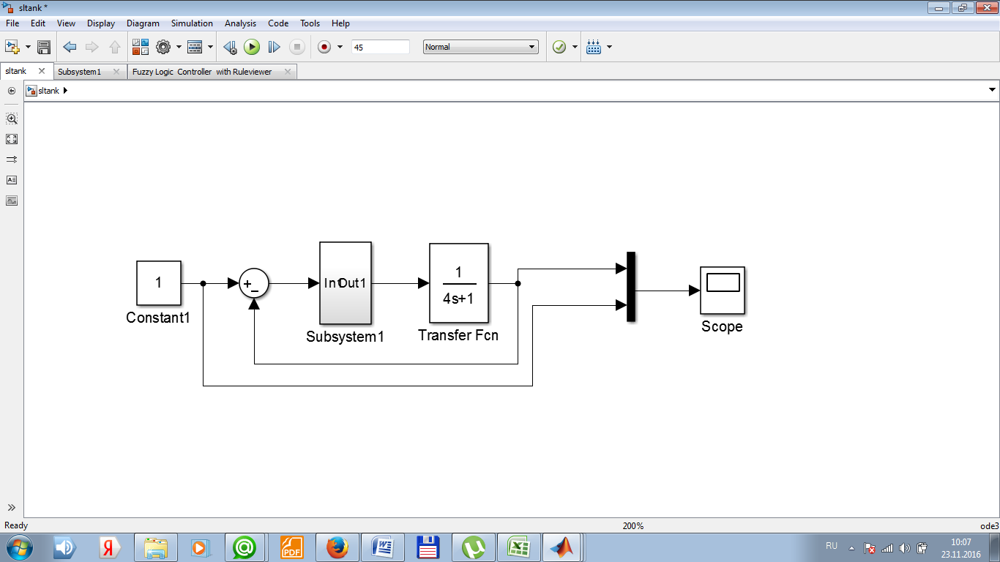 sltank *
File Edit View Display Diagram Simulation Analysis Code Tools Help
45 Normal
sltank Subsystem1 Fuzzy Logic Controller with Ruleviewer
sltank
1
Constant1
+
−
In1 Out1
Subsystem1
1
4s+1
Transfer Fcn
Scope
Ready 200% ode3
Я PDF RU 10:07
23.11.2016